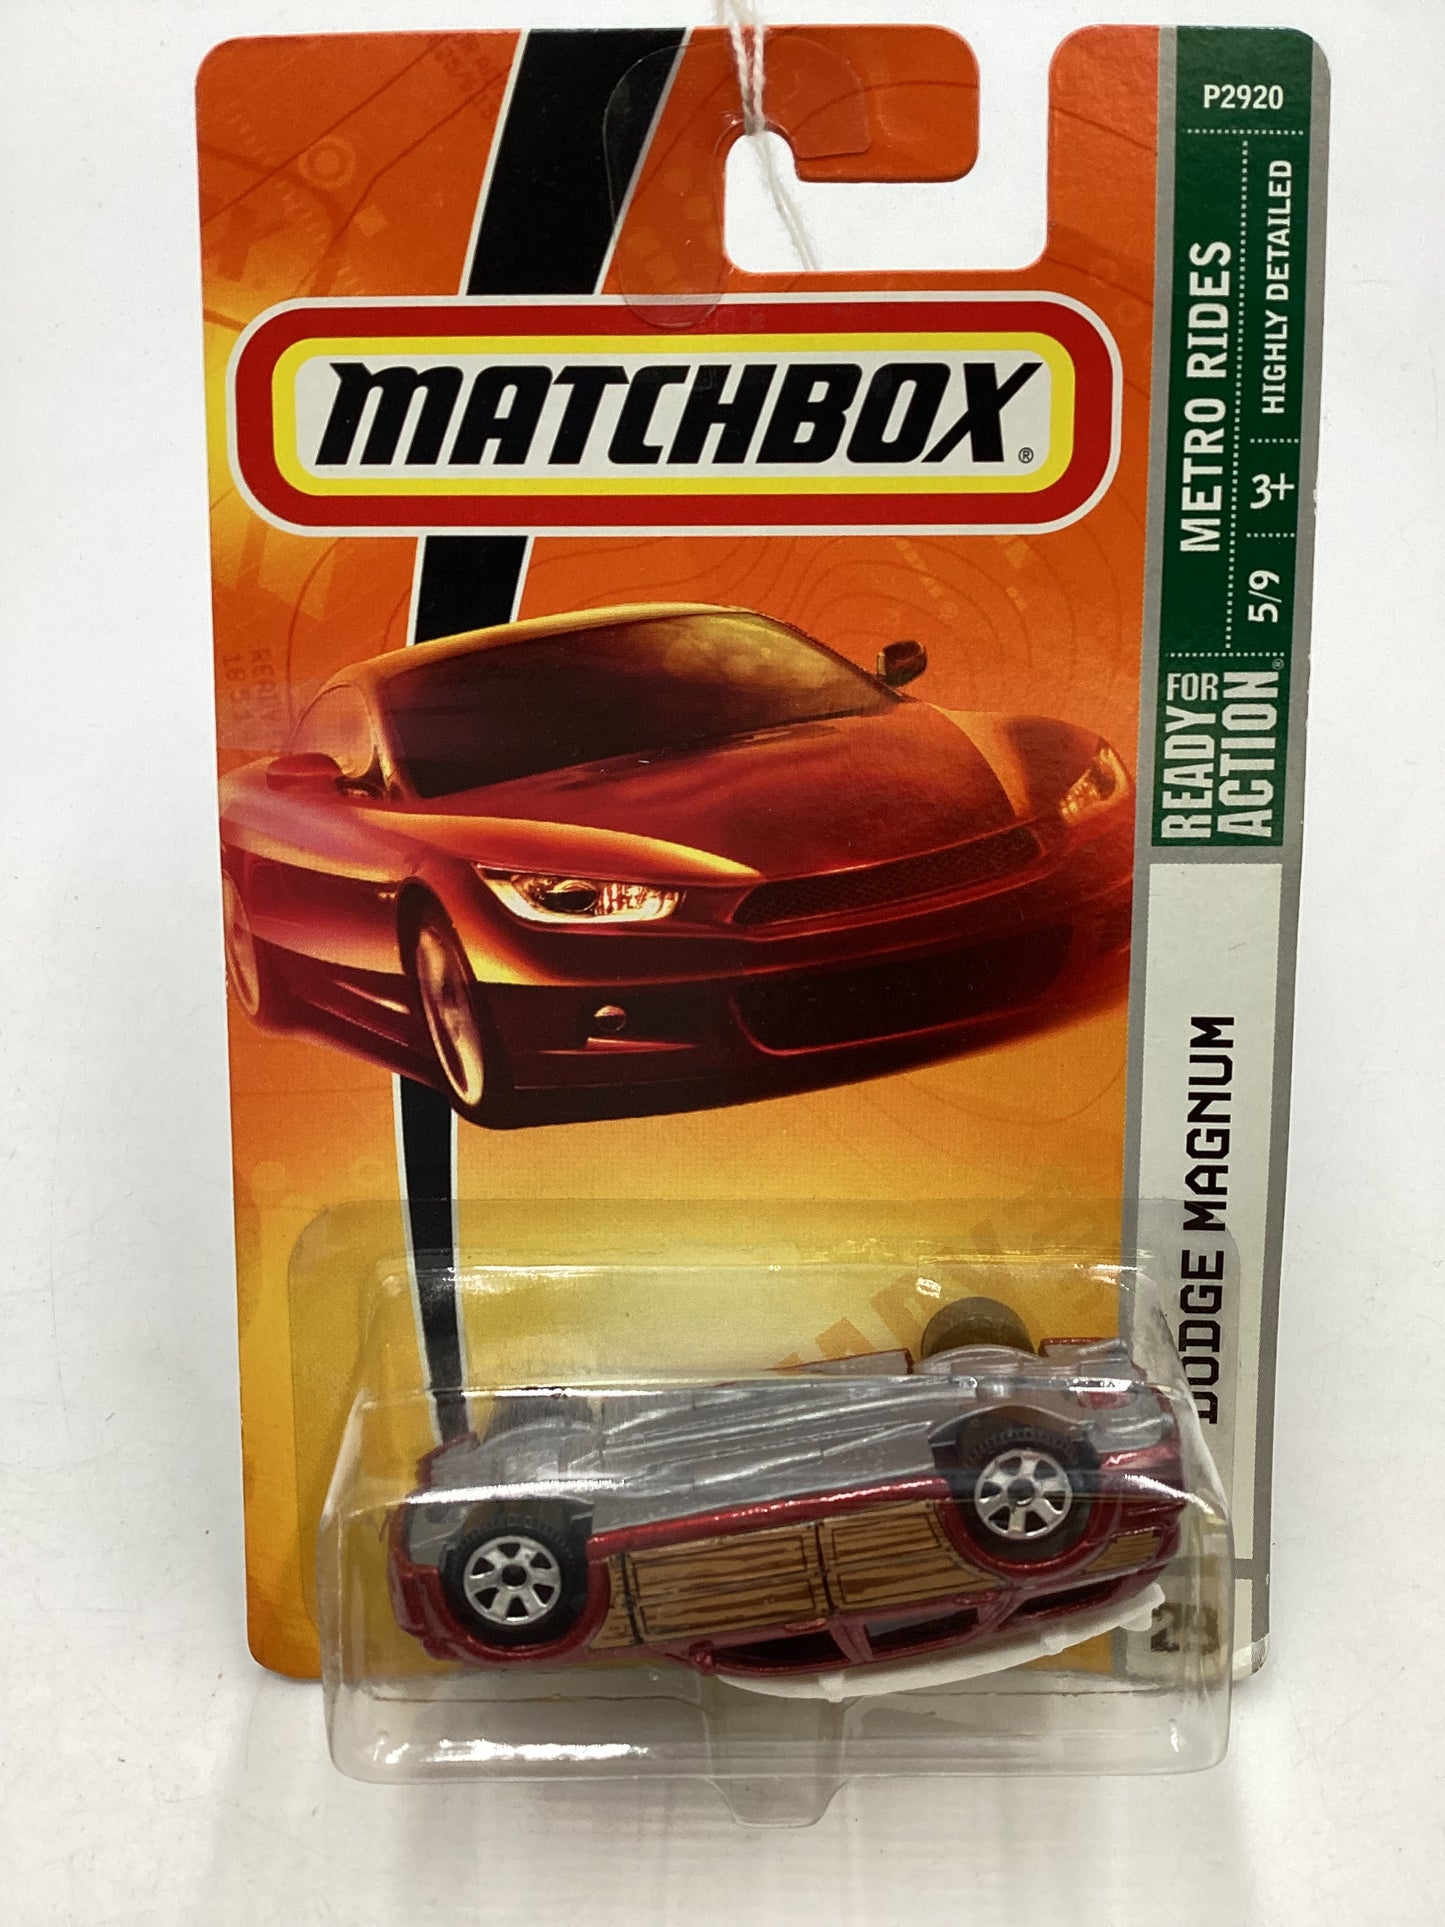 MATCHBOX®
P2920
METRO RIDES
HIGHLY DETAILED
3+
5/9
READY FOR ACTION®
DODGE MAGNUM